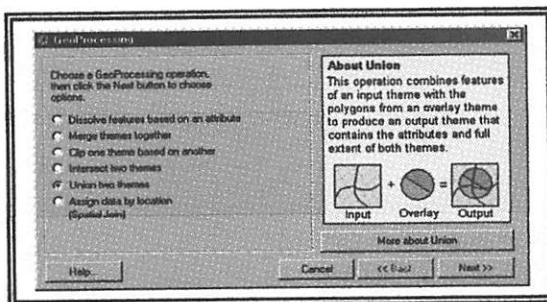 GeoProcessing
Choose a GeoProcessing operation,
then click the Next button to choose
options.
Dissolve features based on an attribute
Merge themes together
Clip one theme based on another
Intersect two themes
Union two themes
Assign data by location
(Spatial Join)
About Union
This operation combines features
of an input theme with the
polygons from an overlay theme
to produce an output theme that
contains the attributes and full
extent of both themes.
+ =
Input Overlay Output
More about Union
Help... Cancel << Back Next >>